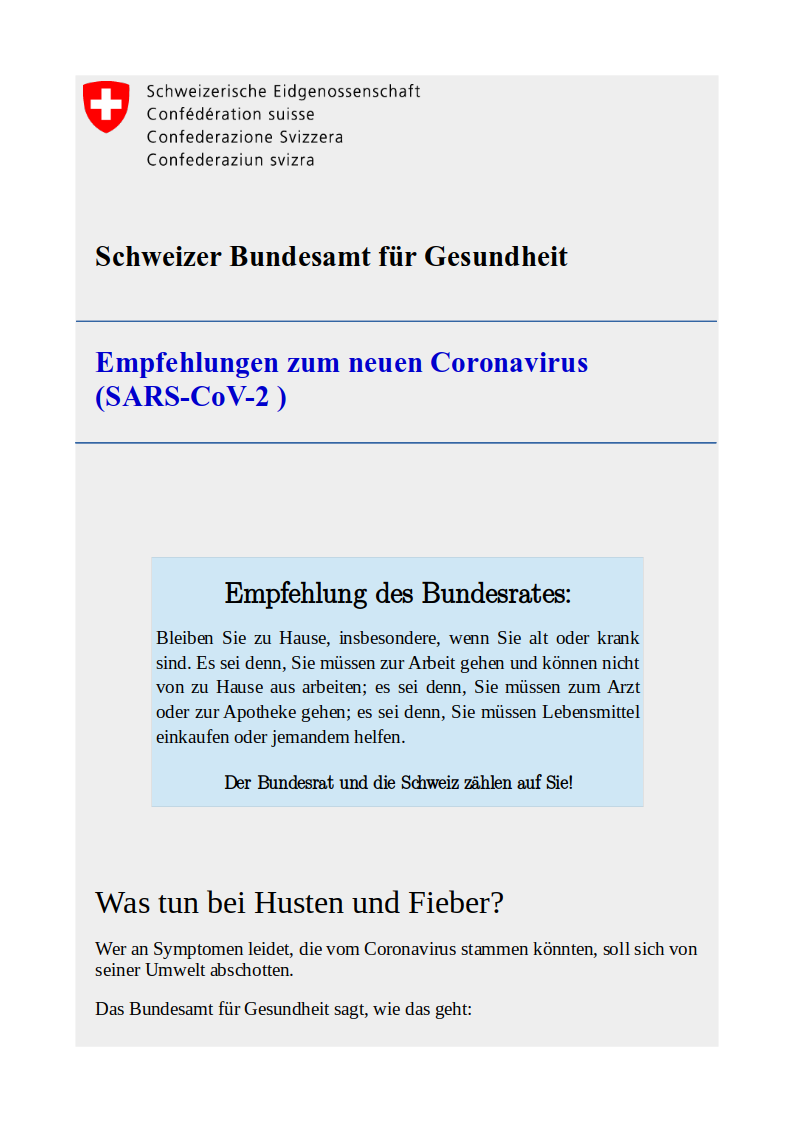 Schweizerische Eidgenossenschaft
Confédération suisse
Confederazione Svizzera
Confederaziun svizra
Schweizer Bundesamt für Gesundheit
Empfehlungen zum neuen Coronavirus
(SARS-CoV-2 )
Empfehlung des Bundesrates:
Bleiben Sie zu Hause, insbesondere, wenn Sie alt oder krank
sind. Es sei denn, Sie müssen zur Arbeit gehen und können nicht
von zu Hause aus arbeiten; es sei denn, Sie müssen zum Arzt
oder zur Apotheke gehen; es sei denn, Sie müssen Lebensmittel
einkaufen oder jemandem helfen.
Der Bundesrat und die Schweiz zählen auf Sie!
Was tun bei Husten und Fieber?
Wer an Symptomen leidet, die vom Coronavirus stammen könnten, soll sich von
seiner Umwelt abschotten.
Das Bundesamt für Gesundheit sagt, wie das geht: